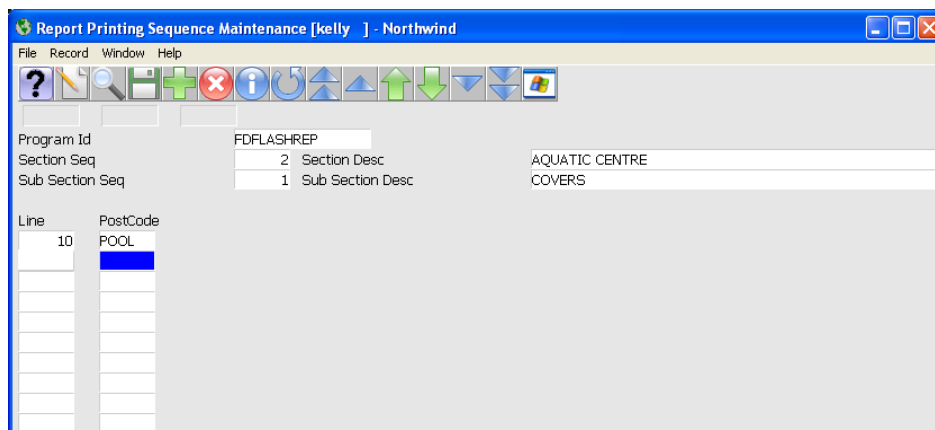 Report Printing Sequence Maintenance [kelly   ] - Northwind
File Record Window Help
?
Program Id FDFLASHREP
Section Seq 2 Section Desc AQUATIC CENTRE
Sub Section Seq 1 Sub Section Desc COVERS
Line PostCode
10 POOL